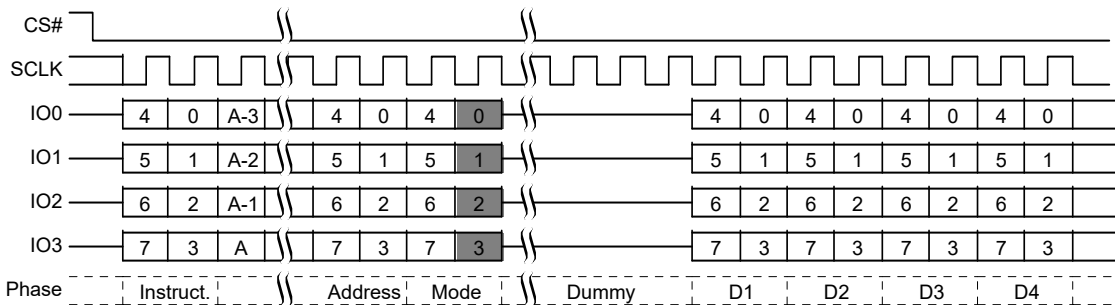 CS#
SCLK
IO0 4 0 A-3 4 0 4 0 4 0 4 0 4 0 4 0
IO1 5 1 A-2 5 1 5 1 5 1 5 1 5 1 5 1
IO2 6 2 A-1 6 2 6 2 6 2 6 2 6 2 6 2
IO3 7 3 A 7 3 7 3 7 3 7 3 7 3 7 3
Phase Instruct. Address Mode Dummy D1 D2 D3 D4